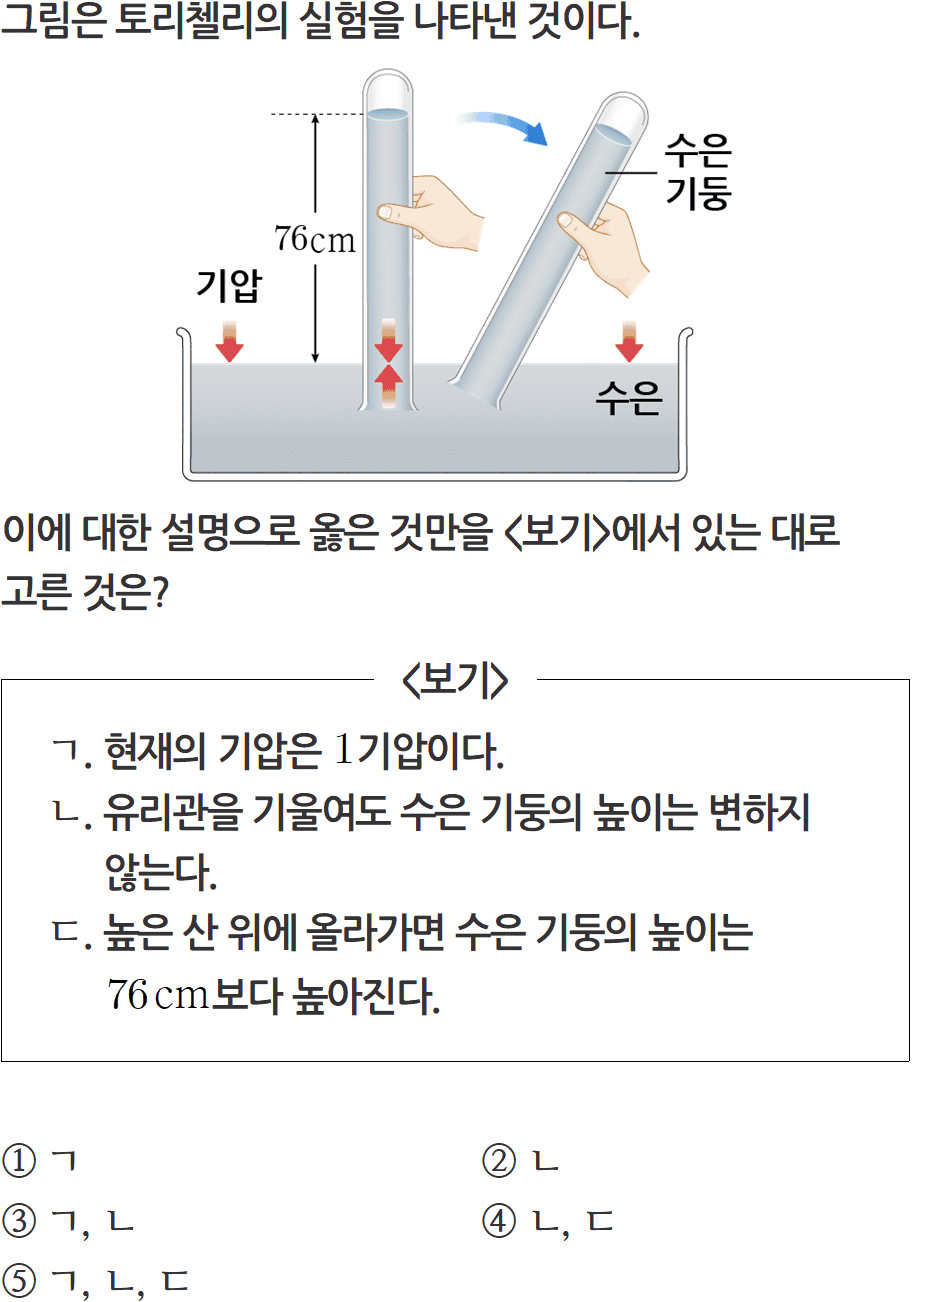 그림은 토리첼리의 실험을 나타낸 것이다.
수은
기둥
76cm
기압
수은
이에 대한 설명으로 옳은 것만을 <보기>에서 있는 대로
고른 것은?
<보기>
ㄱ. 현재의 기압은 1기압이다.
ㄴ. 유리관을 기울여도 수은 기둥의 높이는 변하지
않는다.
ㄷ. 높은 산 위에 올라가면 수은 기둥의 높이는
76cm보다 높아진다.
① ㄱ ② ㄴ
③ ㄱ, ㄴ ④ ㄴ, ㄷ
⑤ ㄱ, ㄴ, ㄷ